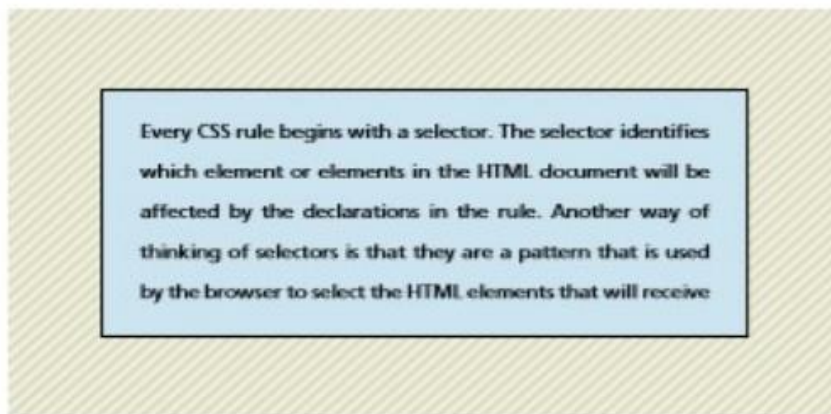 Every CSS rule begins with a selector. The selector identifies
which element or elements in the HTML document will be
affected by the declarations in the rule. Another way of
thinking of selectors is that they are a pattern that is used
by the browser to select the HTML elements that will receive